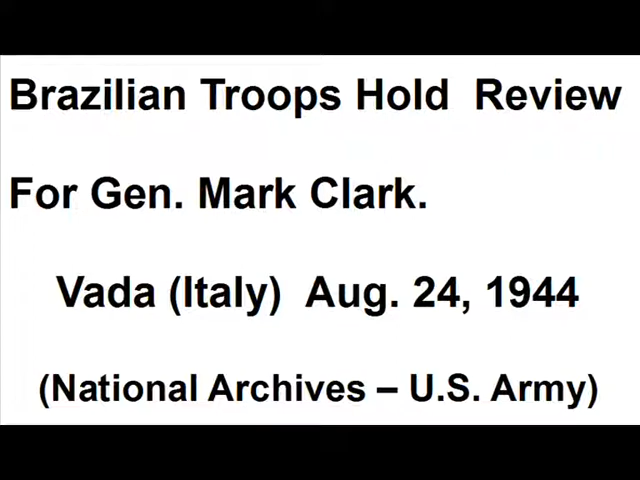 Brazilian Troops Hold  Review
For Gen. Mark Clark.
Vada (Italy)  Aug. 24, 1944
(National Archives – U.S. Army)